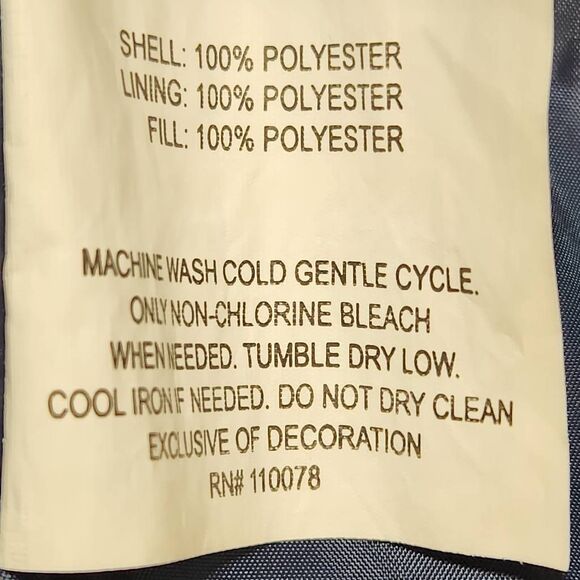 SHELL: 100% POLYESTER
LINING: 100% POLYESTER
FILL: 100% POLYESTER
MACHINE WASH COLD GENTLE CYCLE.
ONLY NON-CHLORINE BLEACH
WHEN NEEDED. TUMBLE DRY LOW.
COOL IRON IF NEEDED. DO NOT DRY CLEAN
EXCLUSIVE OF DECORATION
RN# 110078